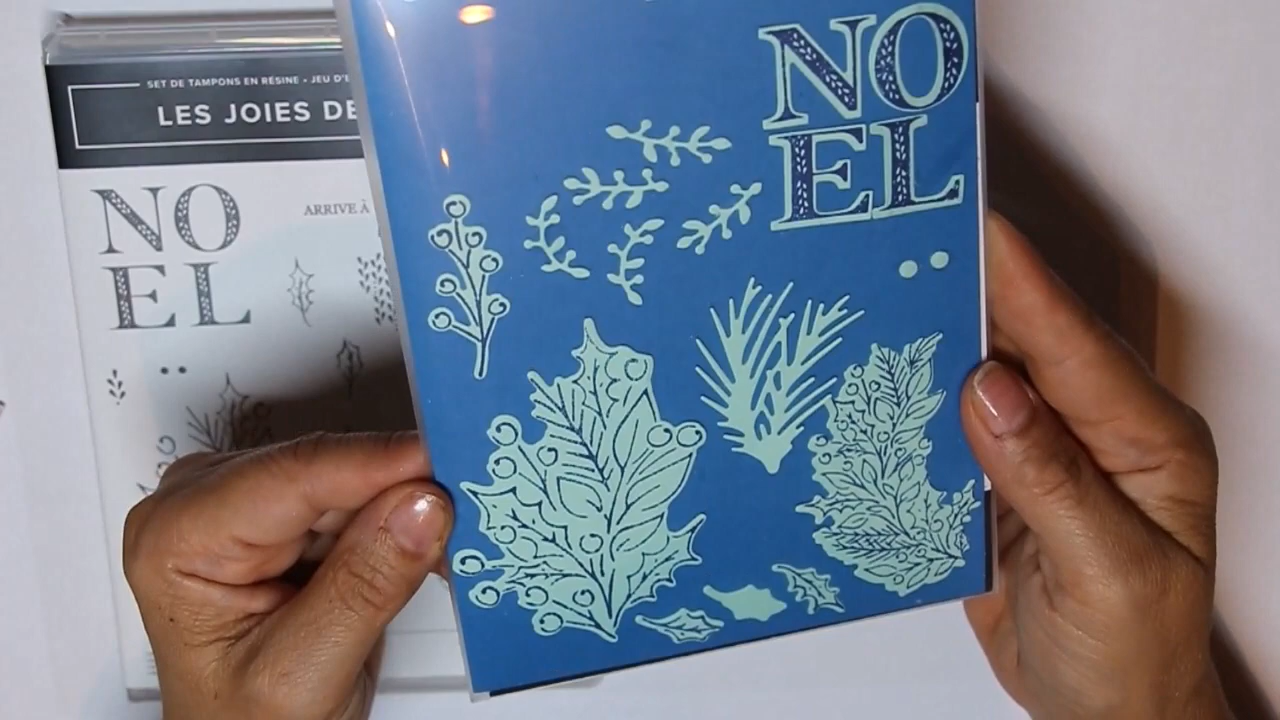 SET DE TAMPONS EN RÉSINE • JEU D'E
LES JOIES DE
NO
EL
ARRIVE À
NO
EL